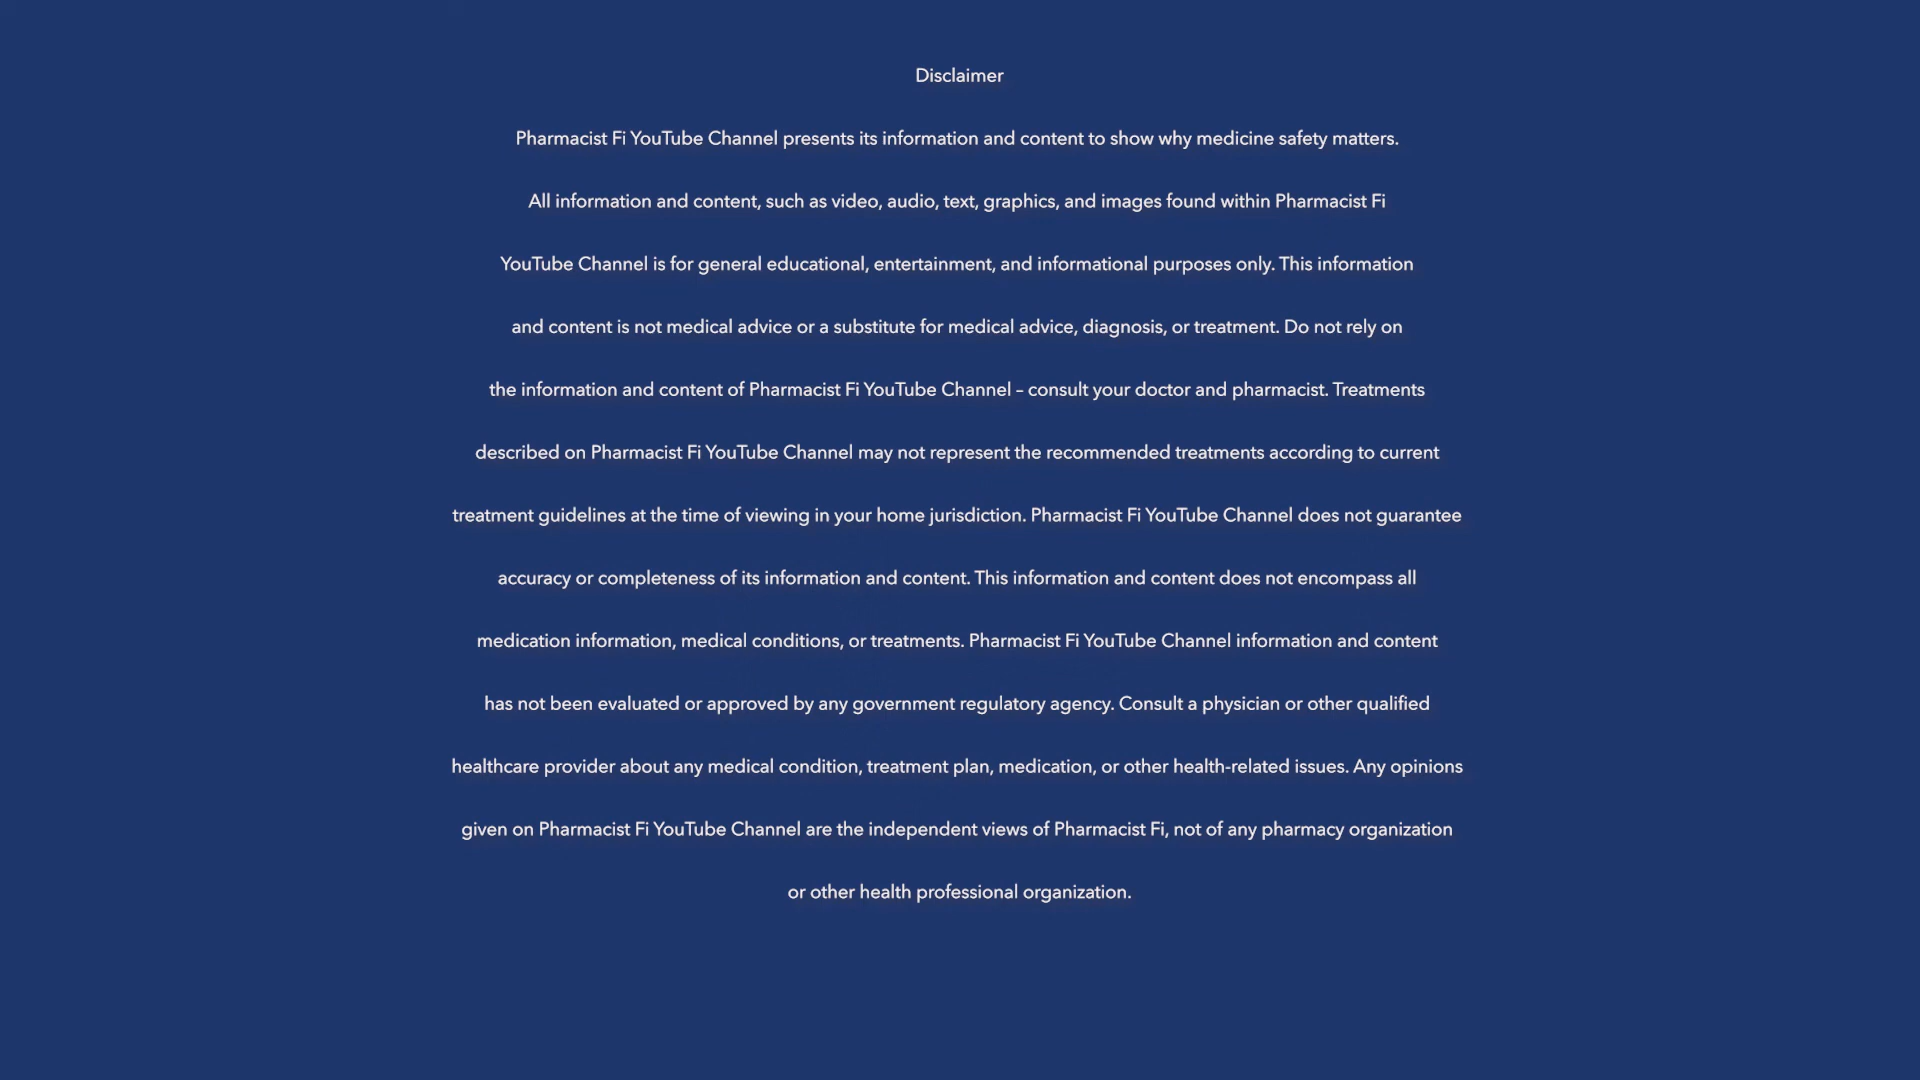 Disclaimer
Pharmacist Fi YouTube Channel presents its information and content to show why medicine safety matters.
All information and content, such as video, audio, text, graphics, and images found within Pharmacist Fi
YouTube Channel is for general educational, entertainment, and informational purposes only. This information
and content is not medical advice or a substitute for medical advice, diagnosis, or treatment. Do not rely on
the information and content of Pharmacist Fi YouTube Channel – consult your doctor and pharmacist. Treatments
described on Pharmacist Fi YouTube Channel may not represent the recommended treatments according to current
treatment guidelines at the time of viewing in your home jurisdiction. Pharmacist Fi YouTube Channel does not guarantee
accuracy or completeness of its information and content. This information and content does not encompass all
medication information, medical conditions, or treatments. Pharmacist Fi YouTube Channel information and content
has not been evaluated or approved by any government regulatory agency. Consult a physician or other qualified
healthcare provider about any medical condition, treatment plan, medication, or other health-related issues. Any opinions
given on Pharmacist Fi YouTube Channel are the independent views of Pharmacist Fi, not of any pharmacy organization
or other health professional organization.